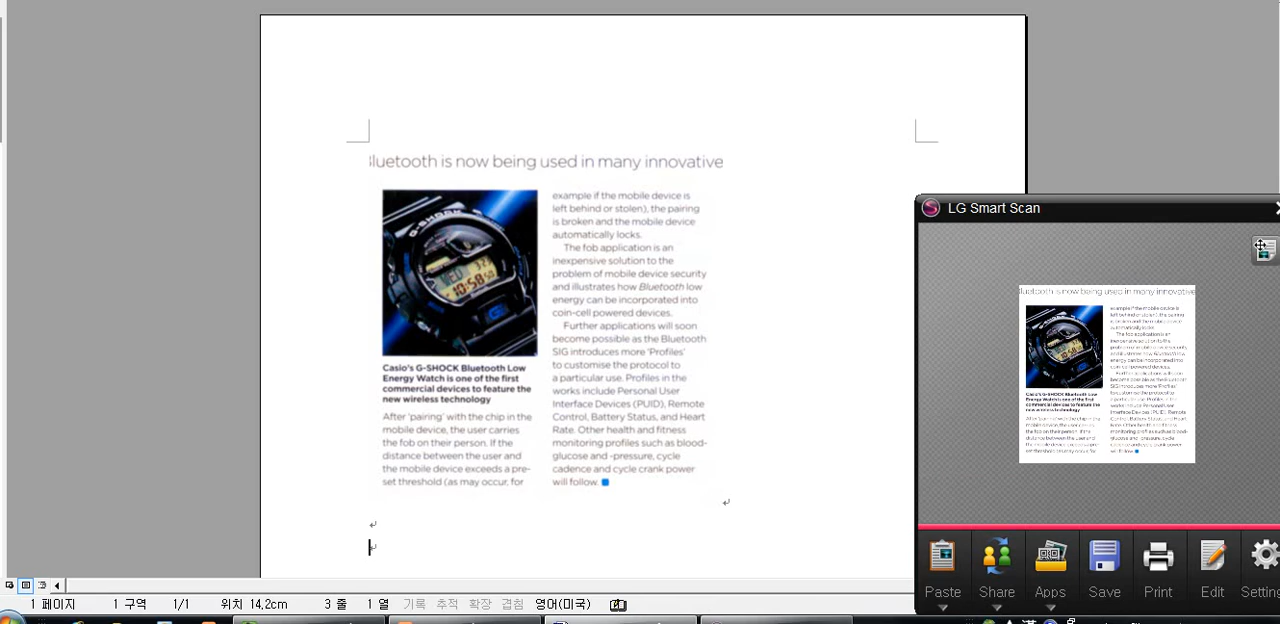 Bluetooth is now being used in many innovative
G-SHOCK
10:58 50
Casio's G-SHOCK Bluetooth Low
Energy Watch is one of the first
commercial devices to feature the
new wireless technology
After 'pairing' with the chip in the
mobile device, the user carries
the fob on their person. If the
distance between the user and
the mobile device exceeds a pre-
set threshold (as may occur, for
example if the mobile device is
left behind or stolen), the pairing
is broken and the mobile device
automatically locks.
The fob application is an
inexpensive solution to the
problem of mobile device security
and illustrates how Bluetooth low
energy can be incorporated into
coin-cell powered devices.
Further applications will soon
become possible as the Bluetooth
SIG introduces more 'Profiles'
to customise the protocol to
a particular use. Profiles in the
works include Personal User
Interface Devices (PUID), Remote
Control, Battery Status, and Heart
Rate. Other health and fitness
monitoring profiles such as blood-
glucose and -pressure, cycle
cadence and cycle crank power
will follow.
LG Smart Scan
Paste Share Apps Save Print Edit Setting
1 페이지 1 구역 1/1 위치 14.2cm 3 줄 1 열 기록 추적 확장 겹침 영어(미국)